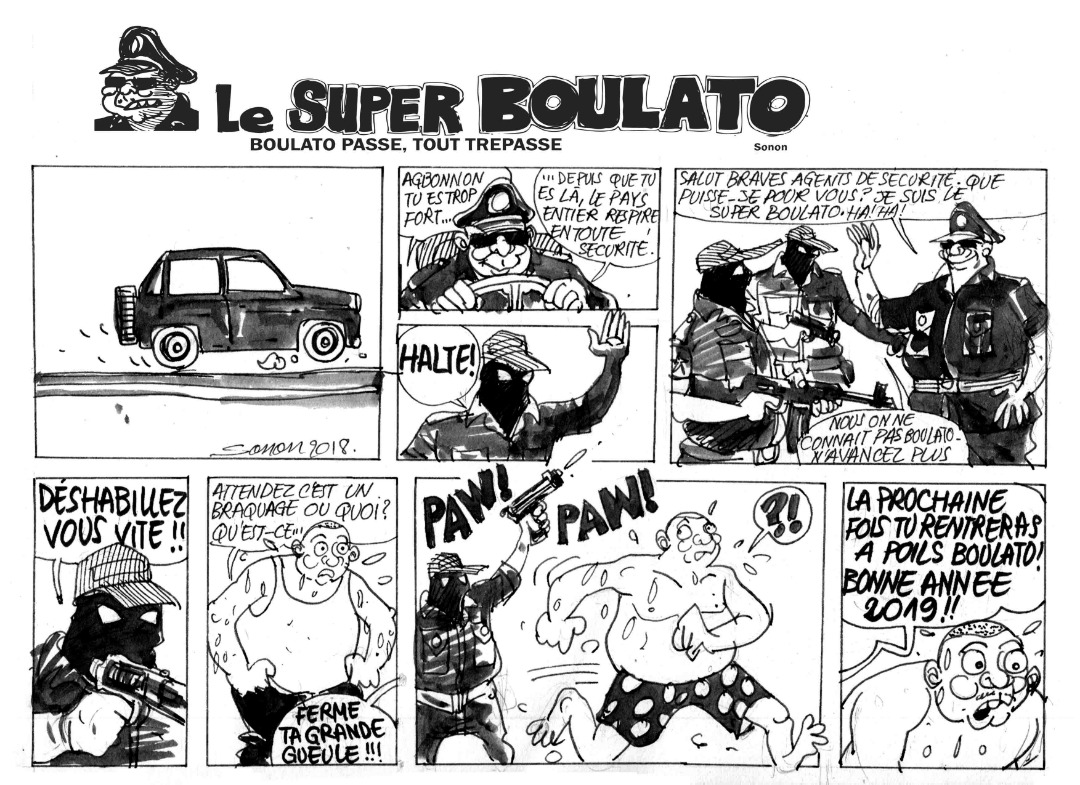 Le SUPER BOULATO
BOULATO PASSE, TOUT TREPASSE
Sonon
sonon 2018.
AGBONNON
TU ES TROP
FORT...
... DEPUIS QUE TU
ES LÀ, LE PAYS
ENTIER RESPIRE
EN TOUTE
SECURITE.
HALTE!
SALUT BRAVES AGENTS DE SECURITÉ. QUE
PUISSE-JE POUR VOUS? JE SUIS LE
SUPER BOULATO. HA! HA!
NOUS ON NE
CONNAIT PAS BOULATO-
N'AVANCEZ PLUS
DÉSHABILLEZ
VOUS VITE !!
ATTENDEZ C'EST UN
BRAQUAGE OU QUOI?
QU'EST-CE...
FERME
TA GRANDE
GUEULE !!!
PAW!
PAW!
?!
LA PROCHAINE
FOIS TU RENTRERAS
A POILS BOULATO!
BONNE ANNEE
2019!!